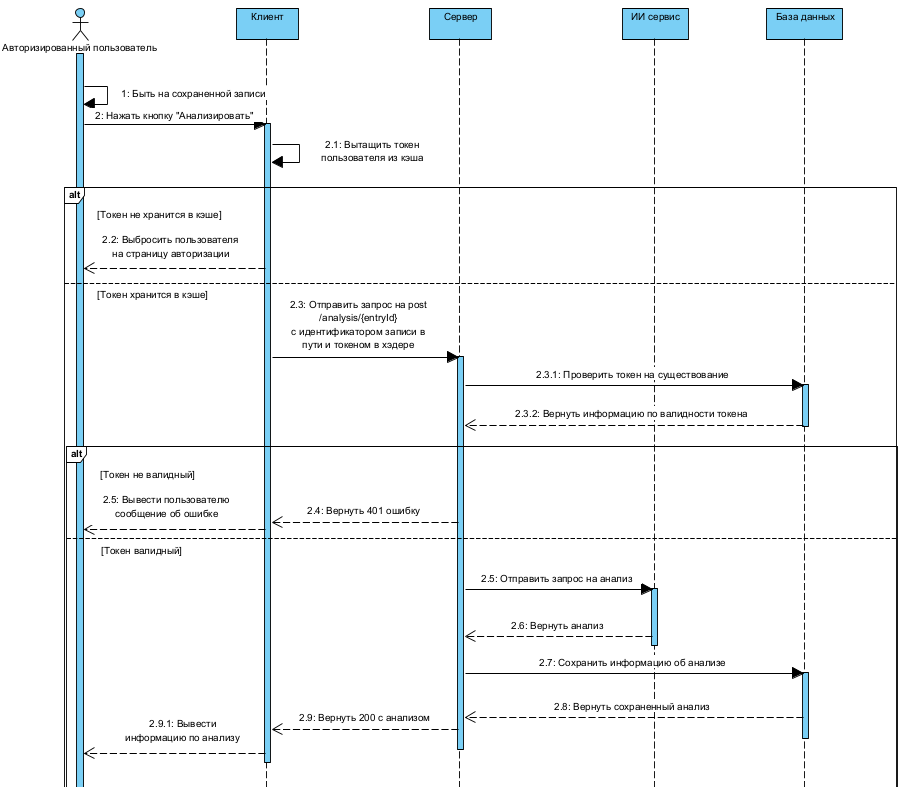 Клиент
Сервер
ИИ сервис
База данных
Авторизированный пользователь
1: Быть на сохраненной записи
2: Нажать кнопку "Анализировать"
2.1: Вытащить токен
пользователя из кэша
alt
[Токен не хранится в кэше]
2.2: Выбросить пользователя
на страницу авторизации
[Токен хранится в кэше]
2.3: Отправить запрос на post
/analysis/{entryId}
с идентификатором записи в
пути и токеном в хэдере
2.3.1: Проверить токен на существование
2.3.2: Вернуть информацию по валидности токена
alt
[Токен не валидный]
2.5: Вывести пользователю
сообщение об ошибке
2.4: Вернуть 401 ошибку
[Токен валидный]
2.5: Отправить запрос на анализ
2.6: Вернуть анализ
2.7: Сохранить информацию об анализе
2.8: Вернуть сохраненный анализ
2.9: Вернуть 200 с анализом
2.9.1: Вывести
информацию по анализу